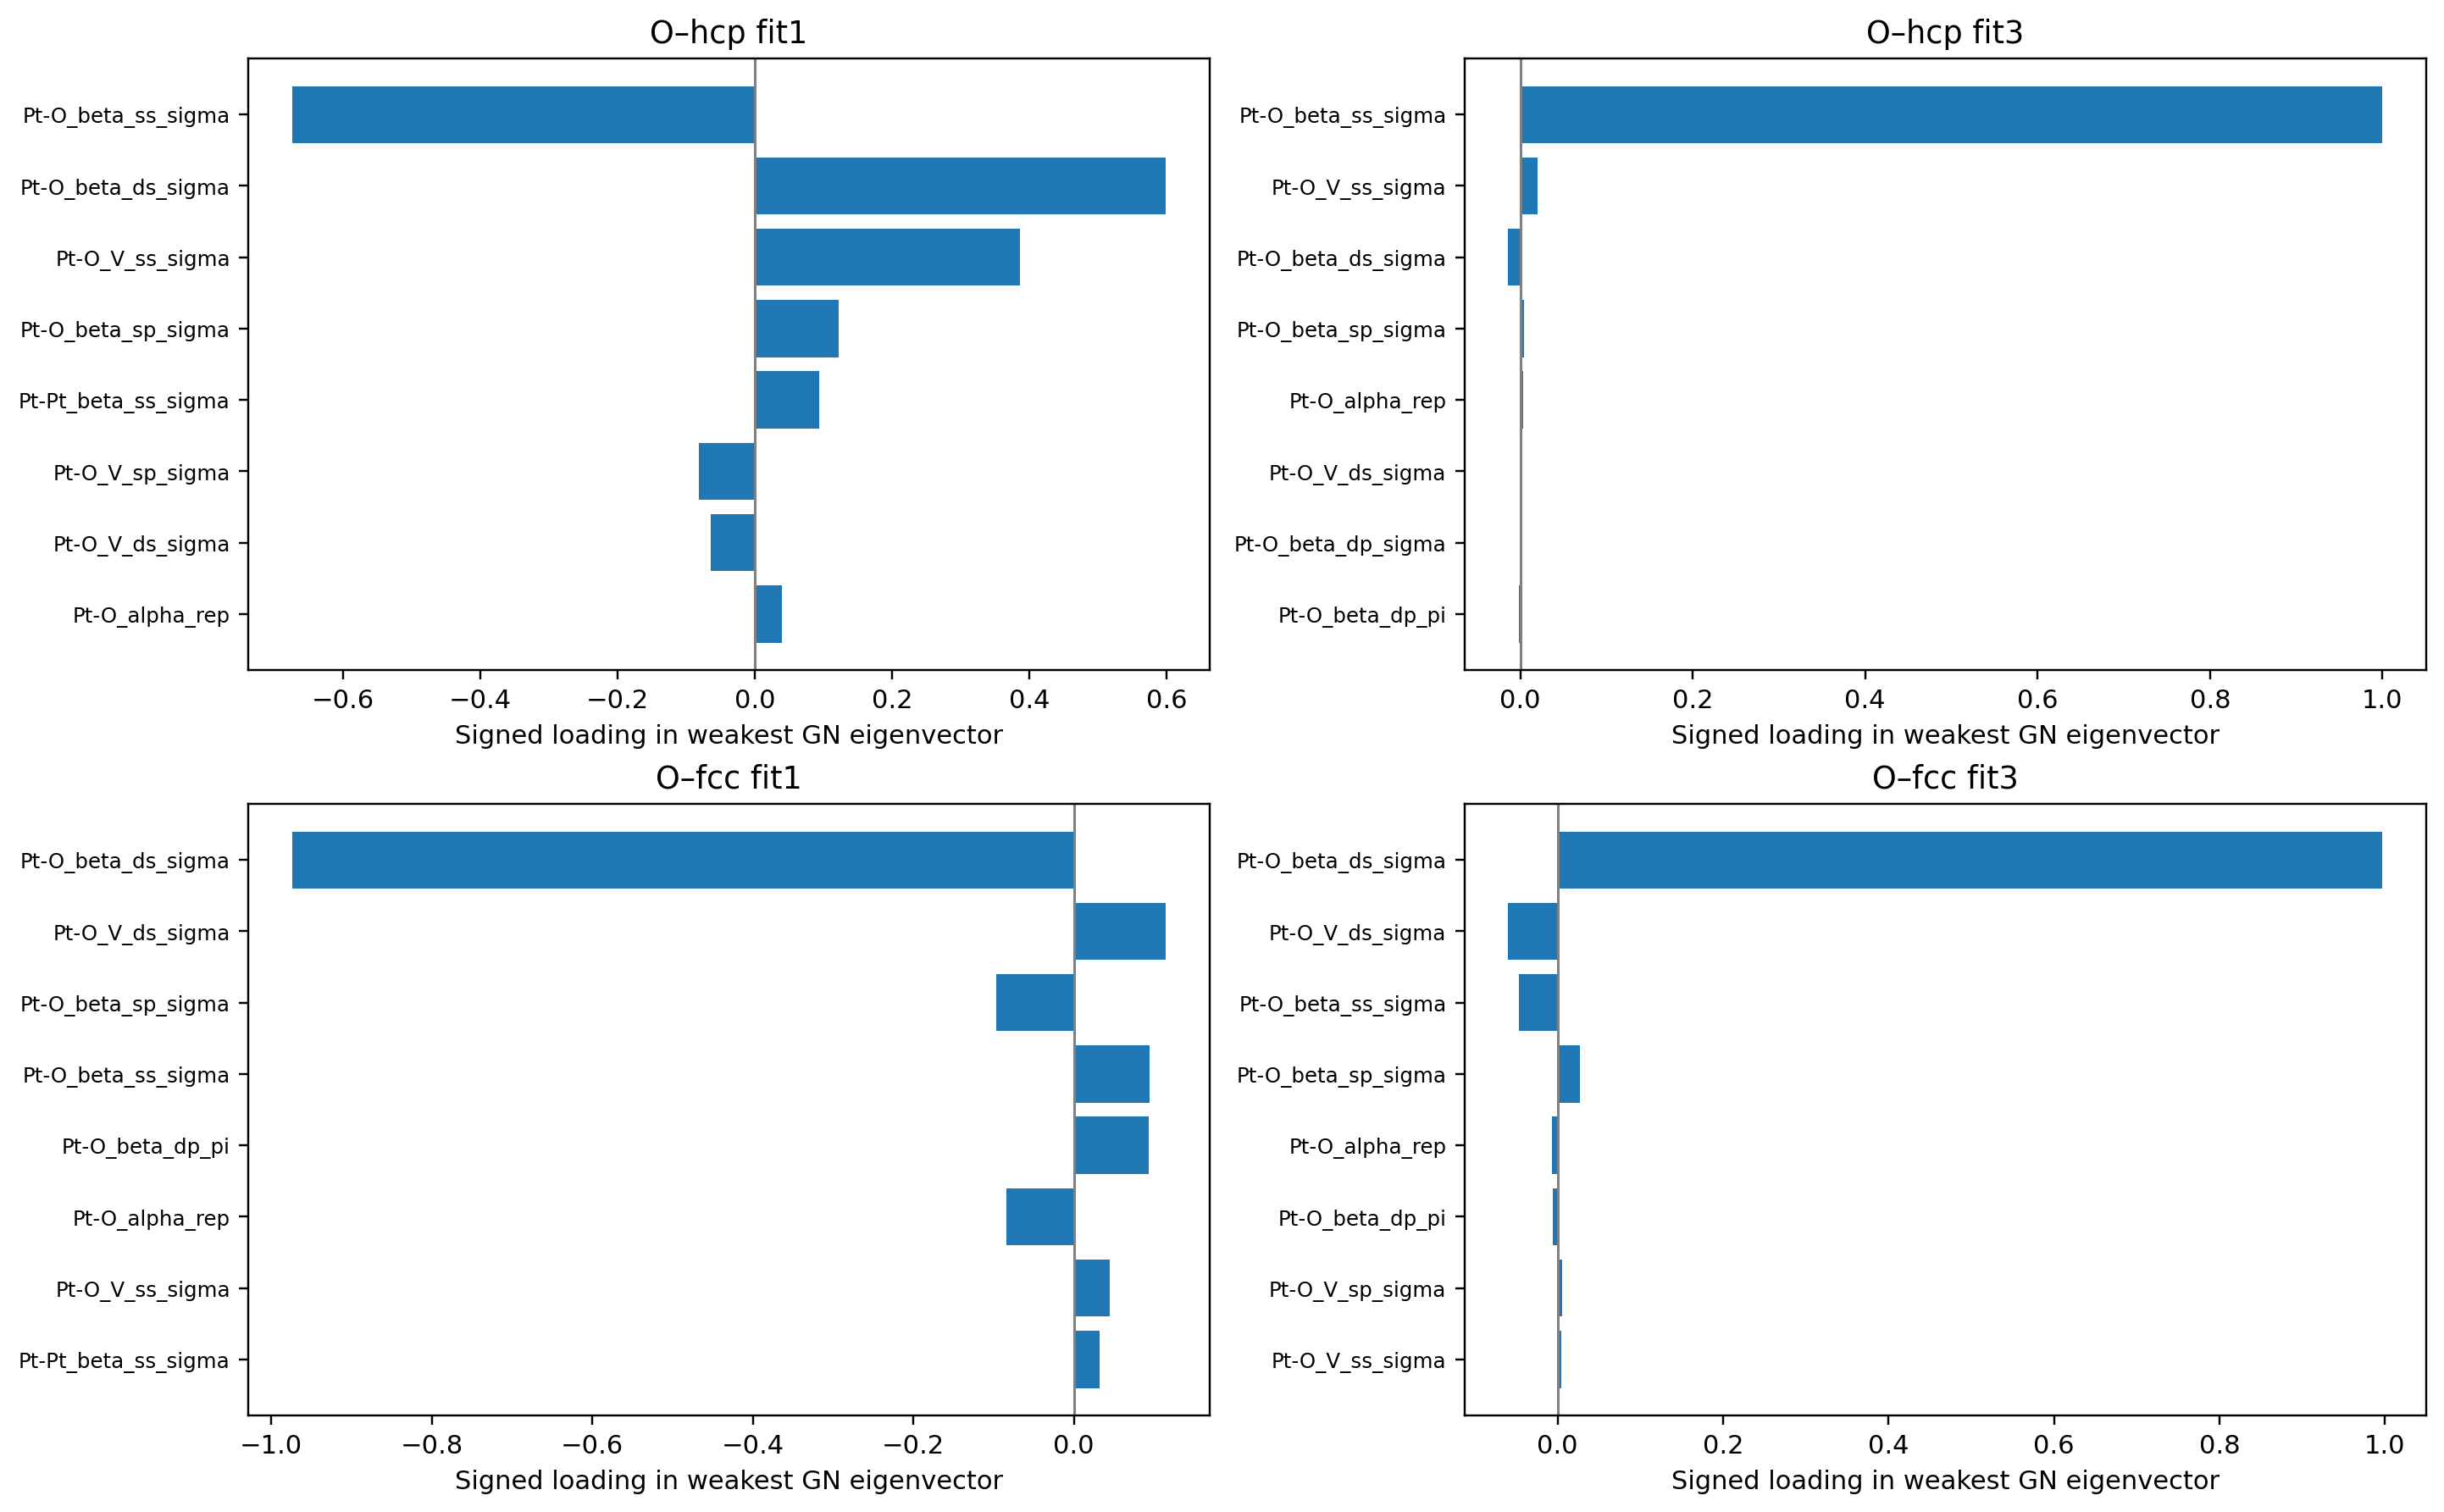 O–hcp fit1
Pt-O_beta_ss_sigma
Pt-O_beta_ds_sigma
Pt-O_V_ss_sigma
Pt-O_beta_sp_sigma
Pt-Pt_beta_ss_sigma
Pt-O_V_sp_sigma
Pt-O_V_ds_sigma
Pt-O_alpha_rep
−0.6 −0.4 −0.2 0.0 0.2 0.4 0.6
Signed loading in weakest GN eigenvector
O–hcp fit3
Pt-O_beta_ss_sigma
Pt-O_V_ss_sigma
Pt-O_beta_ds_sigma
Pt-O_beta_sp_sigma
Pt-O_alpha_rep
Pt-O_V_ds_sigma
Pt-O_beta_dp_sigma
Pt-O_beta_dp_pi
0.0 0.2 0.4 0.6 0.8 1.0
Signed loading in weakest GN eigenvector
O–fcc fit1
Pt-O_beta_ds_sigma
Pt-O_V_ds_sigma
Pt-O_beta_sp_sigma
Pt-O_beta_ss_sigma
Pt-O_beta_dp_pi
Pt-O_alpha_rep
Pt-O_V_ss_sigma
Pt-Pt_beta_ss_sigma
−1.0 −0.8 −0.6 −0.4 −0.2 0.0
Signed loading in weakest GN eigenvector
O–fcc fit3
Pt-O_beta_ds_sigma
Pt-O_V_ds_sigma
Pt-O_beta_ss_sigma
Pt-O_beta_sp_sigma
Pt-O_alpha_rep
Pt-O_beta_dp_pi
Pt-O_V_sp_sigma
Pt-O_V_ss_sigma
0.0 0.2 0.4 0.6 0.8 1.0
Signed loading in weakest GN eigenvector